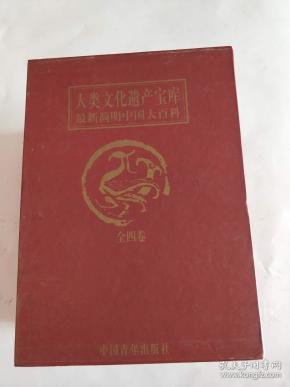 人类文化遗产宝库
最新简明中国大百科
全四卷
中国青年出版社